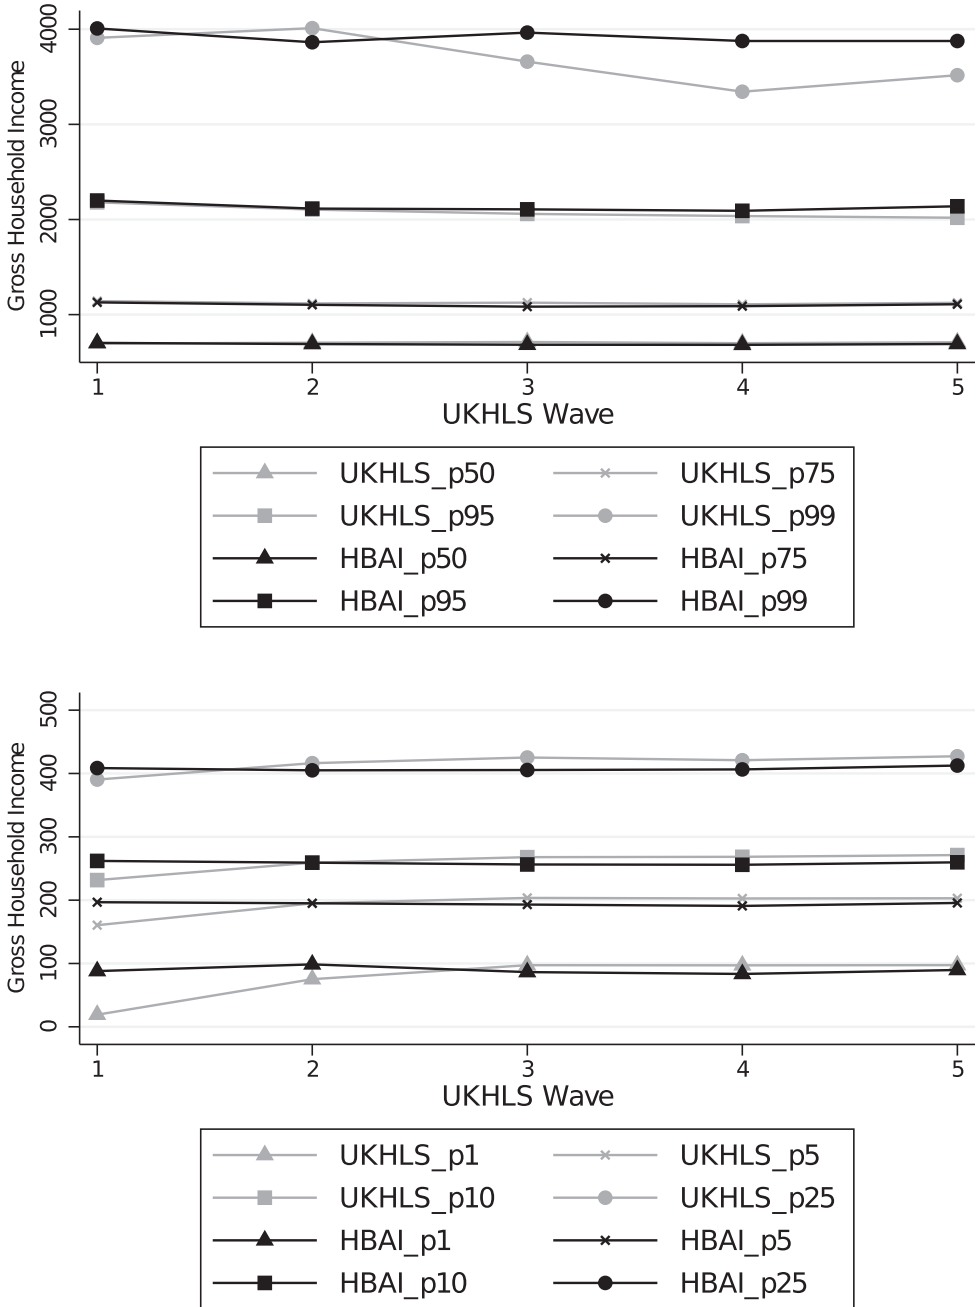 Gross Household Income
4000
3000
2000
1000
1 2 3 4 5
UKHLS Wave
UKHLS_p50 UKHLS_p75
UKHLS_p95 UKHLS_p99
HBAI_p50 HBAI_p75
HBAI_p95 HBAI_p99
Gross Household Income
500
400
300
200
100
0
1 2 3 4 5
UKHLS Wave
UKHLS_p1 UKHLS_p5
UKHLS_p10 UKHLS_p25
HBAI_p1 HBAI_p5
HBAI_p10 HBAI_p25